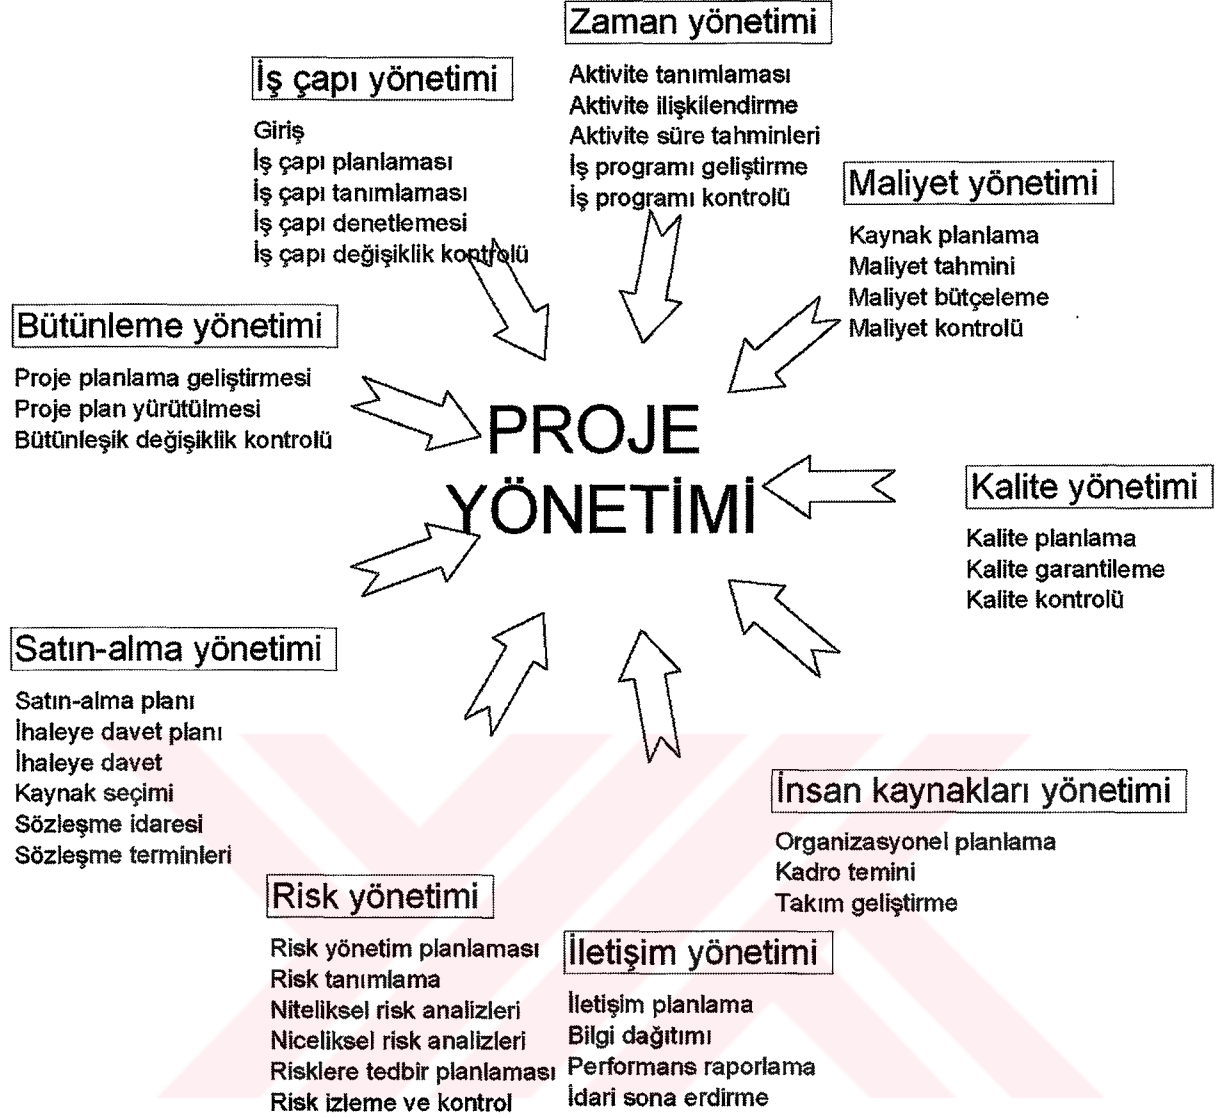 Zaman yönetimi
Aktivite tanımlaması
Aktivite ilişkilendirme
Aktivite süre tahminleri
İş programı geliştirme
İş programı kontrolü
İş çapı yönetimi
Giriş
İş çapı planlaması
İş çapı tanımlaması
İş çapı denetlemesi
İş çapı değişiklik kontrolü
Maliyet yönetimi
Kaynak planlama
Maliyet tahmini
Maliyet bütçeleme
Maliyet kontrolü
Bütünleme yönetimi
Proje planlama geliştirmesi
Proje plan yürütülmesi
Bütünleşik değişiklik kontrolü
PROJE
YÖNETİMİ
Kalite yönetimi
Kalite planlama
Kalite garantileme
Kalite kontrolü
Satın-alma yönetimi
Satın-alma planı
İhaleye davet planı
İhaleye davet
Kaynak seçimi
Sözleşme idaresi
Sözleşme terminleri
İnsan kaynakları yönetimi
Organizasyonel planlama
Kadro temini
Takım geliştirme
Risk yönetimi
Risk yönetim planlaması
Risk tanımlama
Niteliksel risk analizleri
Niceliksel risk analizleri
Risklere tedbir planlaması
Risk izleme ve kontrol
İletişim yönetimi
İletişim planlama
Bilgi dağıtımı
Performans raporlama
İdari sona erdirme